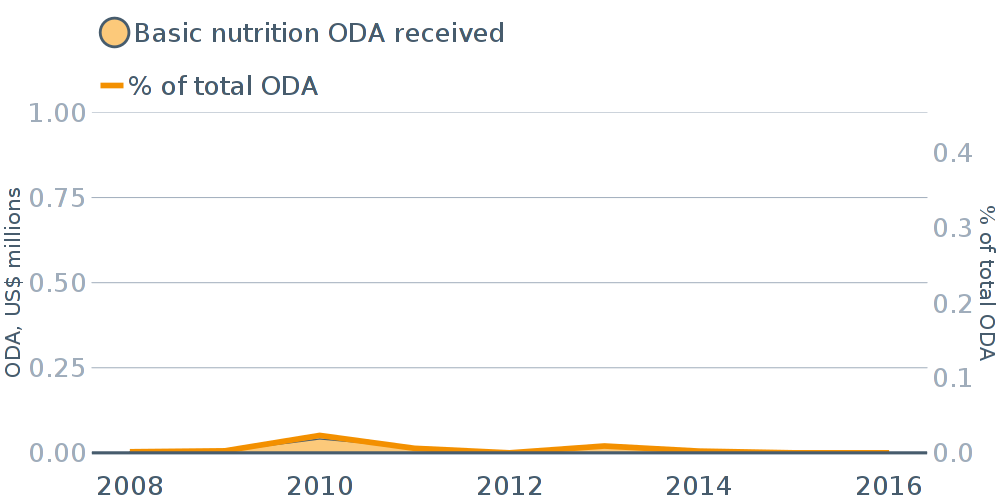 Basic nutrition ODA received
% of total ODA
1.00
0.75
0.50
0.25
0.00
ODA, US$ millions
0.4
0.3
0.2
0.1
0.0
% of total ODA
2008 2010 2012 2014 2016